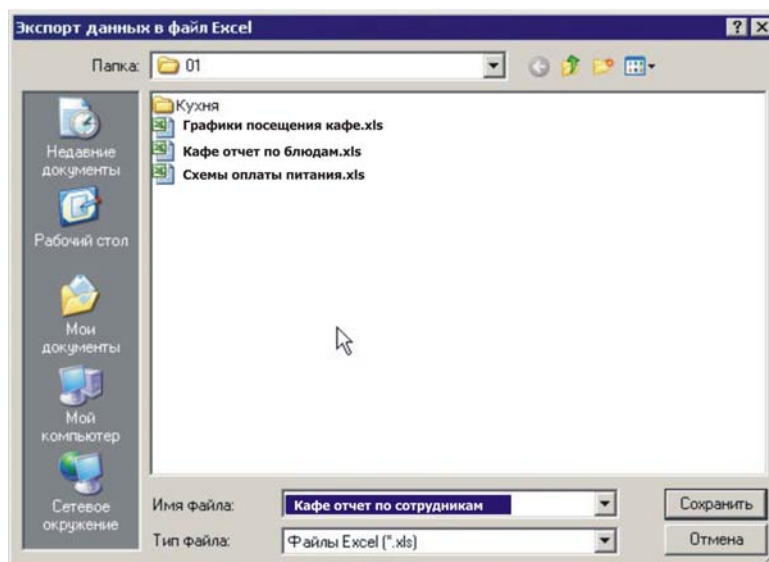 Экспорт данных в файл Excel
Папка: 01
Кухня
Графики посещения кафе.xls
Кафе отчет по блюдам.xls
Схемы оплаты питания.xls
Недавние
документы
Рабочий стол
Мои
документы
Мой
компьютер
Сетевое
окружение
Имя файла: Кафе отчет по сотрудникам Сохранить
Тип файла: Файлы Excel (*.xls) Отмена